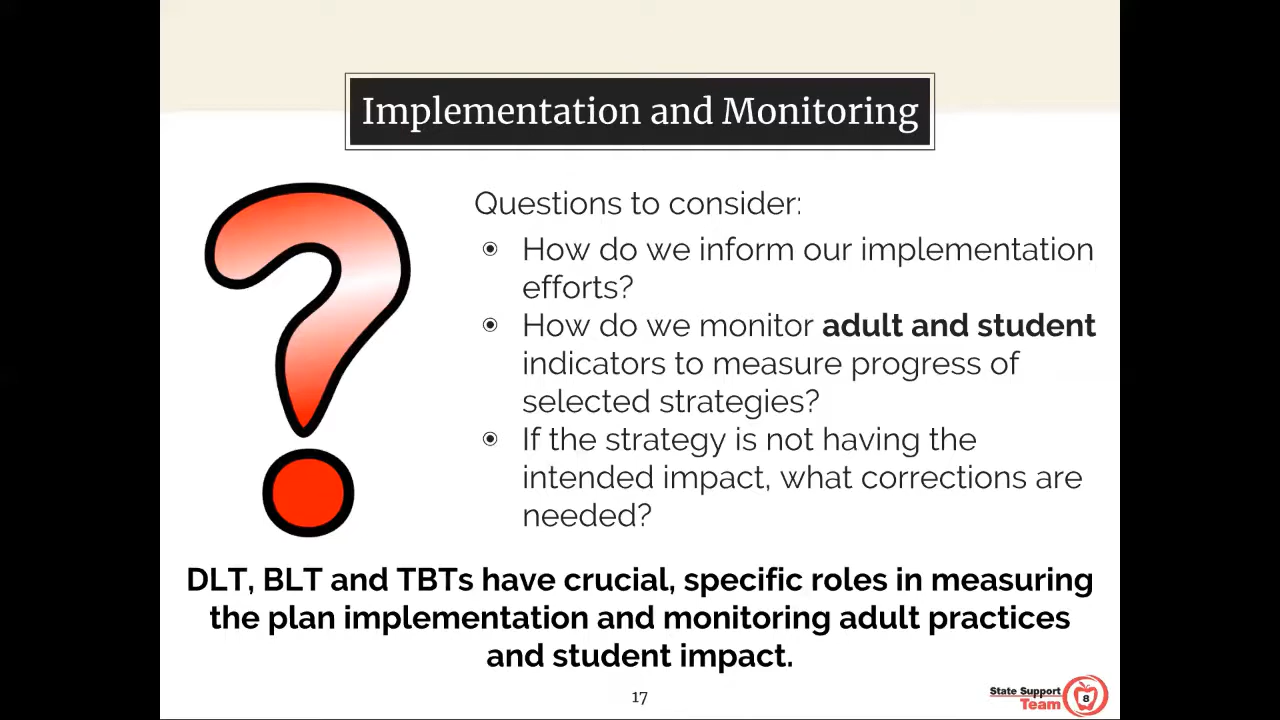 Implementation and Monitoring
Questions to consider:
How do we inform our implementation
efforts?
How do we monitor adult and student
indicators to measure progress of
selected strategies?
If the strategy is not having the
intended impact, what corrections are
needed?
DLT, BLT and TBTs have crucial, specific roles in measuring
the plan implementation and monitoring adult practices
and student impact.
17
State Support
Team 8